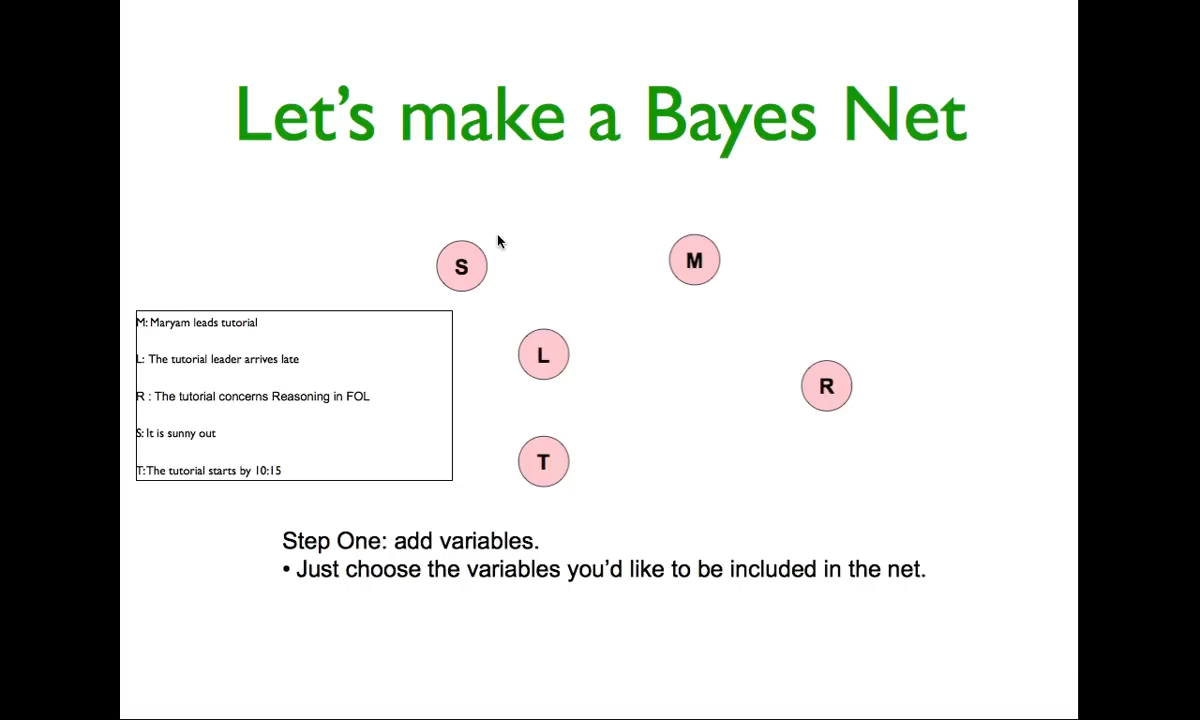 Let's make a Bayes Net
S
M
M: Maryam leads tutorial
L: The tutorial leader arrives late
L
R : The tutorial concerns Reasoning in FOL
R
S: It is sunny out
T: The tutorial starts by 10:15
T
Step One: add variables.
• Just choose the variables you'd like to be included in the net.